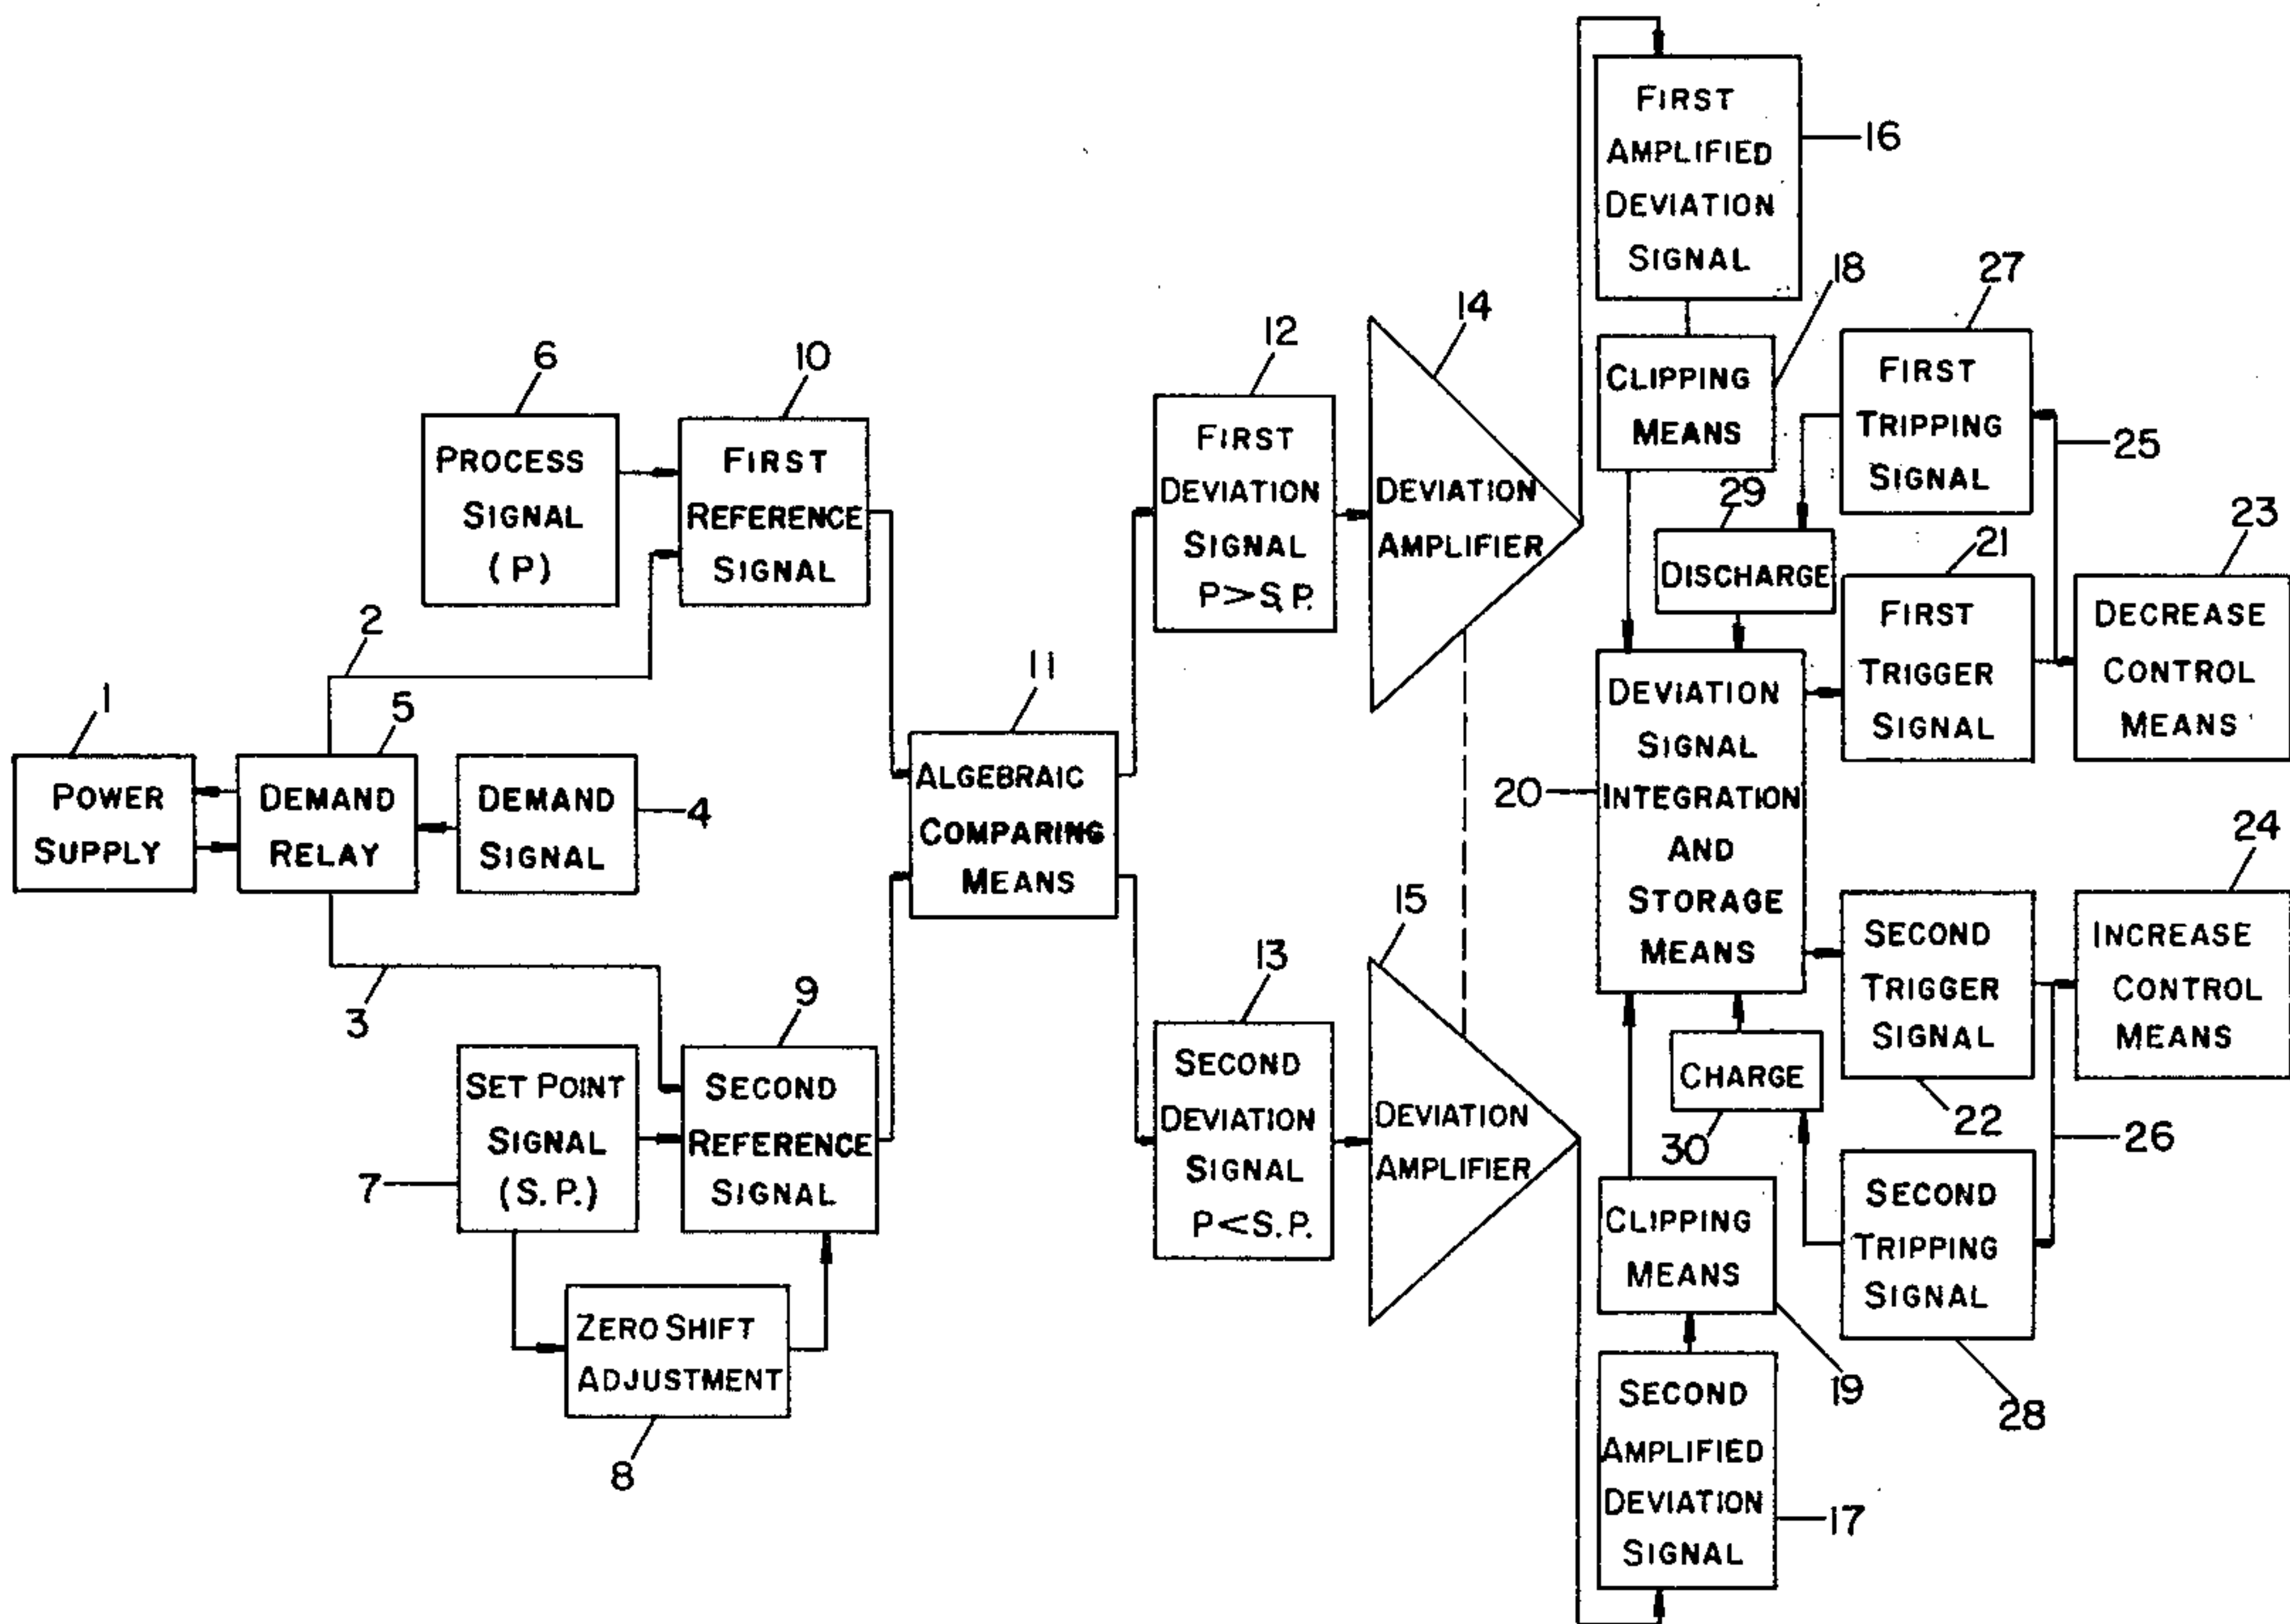 1
POWER
SUPPLY
2
3
5
DEMAND
RELAY
DEMAND
SIGNAL
4
6
PROCESS
SIGNAL
(P)
10
FIRST
REFERENCE
SIGNAL
7
SET POINT
SIGNAL
(S.P.)
9
SECOND
REFERENCE
SIGNAL
ZERO SHIFT
ADJUSTMENT
8
11
ALGEBRAIC
COMPARING
MEANS
12
FIRST
DEVIATION
SIGNAL
P>S.P.
13
SECOND
DEVIATION
SIGNAL
P<S.P.
14
DEVIATION
AMPLIFIER
15
DEVIATION
AMPLIFIER
FIRST
AMPLIFIED
DEVIATION
SIGNAL
16
CLIPPING
MEANS
18
29
DISCHARGE
20
DEVIATION
SIGNAL
INTEGRATION
AND
STORAGE
MEANS
CHARGE
30
CLIPPING
MEANS
19
SECOND
AMPLIFIED
DEVIATION
SIGNAL
17
27
FIRST
TRIPPING
SIGNAL
25
21
FIRST
TRIGGER
SIGNAL
23
DECREASE
CONTROL
MEANS
SECOND
TRIGGER
SIGNAL
22
24
INCREASE
CONTROL
MEANS
26
SECOND
TRIPPING
SIGNAL
28